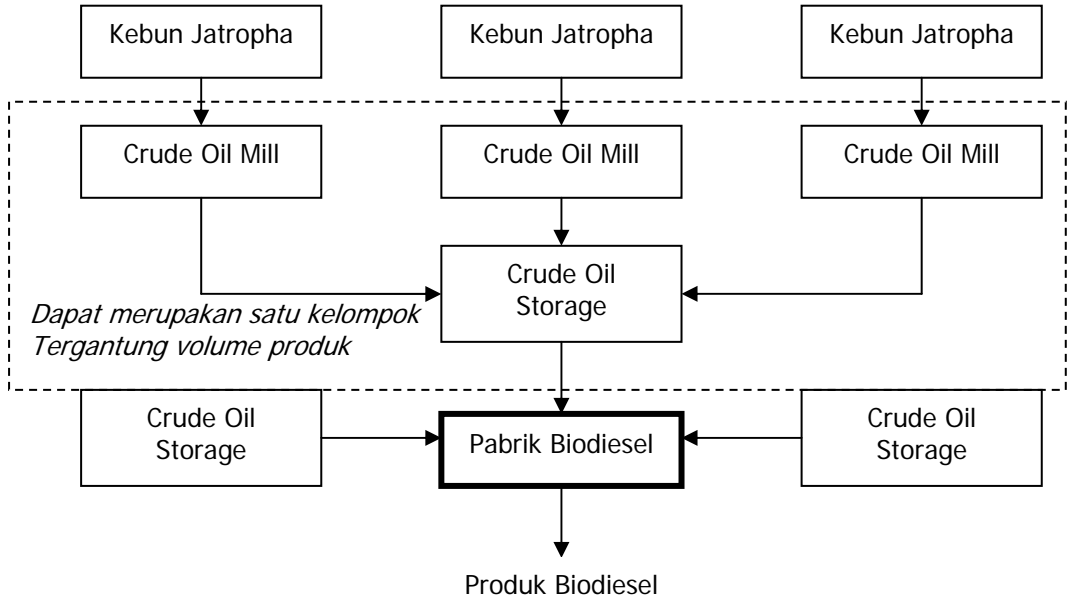 Kebun Jatropha
Kebun Jatropha
Kebun Jatropha
Crude Oil Mill
Crude Oil Mill
Crude Oil Mill
Crude Oil
Storage
Dapat merupakan satu kelompok
Tergantung volume produk
Crude Oil
Storage
Pabrik Biodiesel
Crude Oil
Storage
Produk Biodiesel